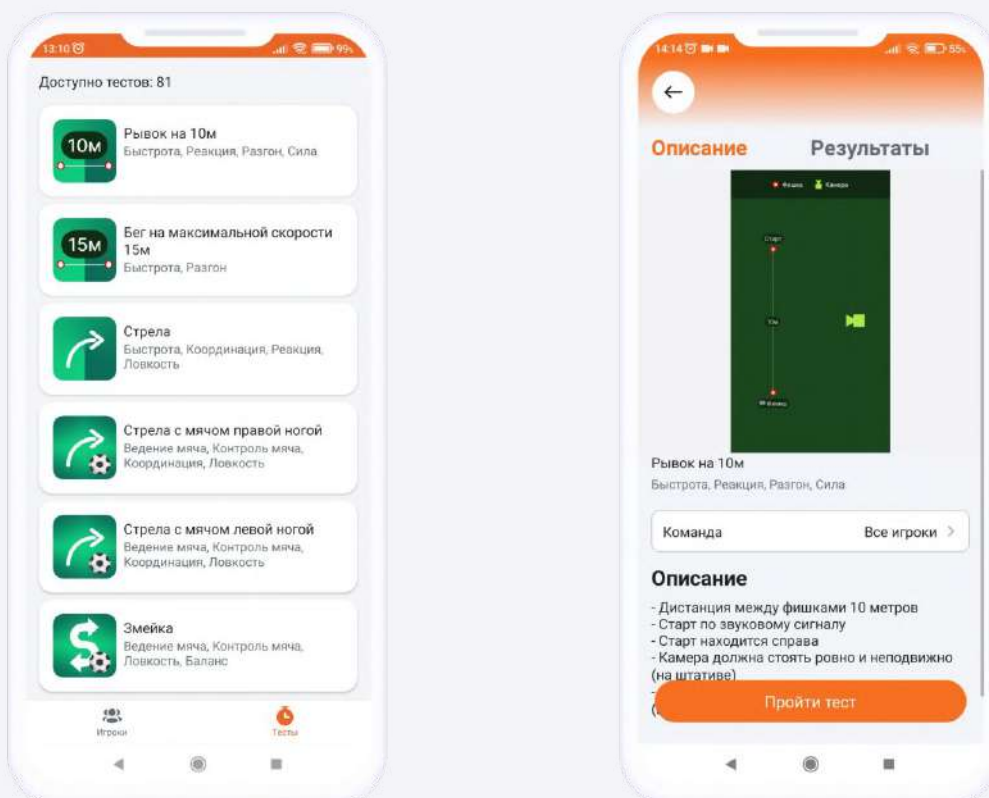 13:10
99%
Доступно тестов: 81
10м
Рывок на 10м
Быстрота, Реакция, Разгон, Сила
15м
Бег на максимальной скорости
15м
Быстрота, Разгон
Стрела
Быстрота, Координация, Реакция,
Ловкость
Стрела с мячом правой ногой
Ведение мяча, Контроль мяча,
Координация, Ловкость
Стрела с мячом левой ногой
Ведение мяча, Контроль мяча,
Координация, Ловкость
Змейка
Ведение мяча, Контроль мяча,
Ловкость, Баланс
Игроки
Тесты
14:14
55%
Описание
Результаты
Фишка
Камера
Старт
10м
Финиш
Рывок на 10м
Быстрота, Реакция, Разгон, Сила
Команда
Все игроки
Описание
- Дистанция между фишками 10 метров
- Старт по звуковому сигналу
- Старт находится справа
- Камера должна стоять ровно и неподвижно
(на штативе)
Пройти тест